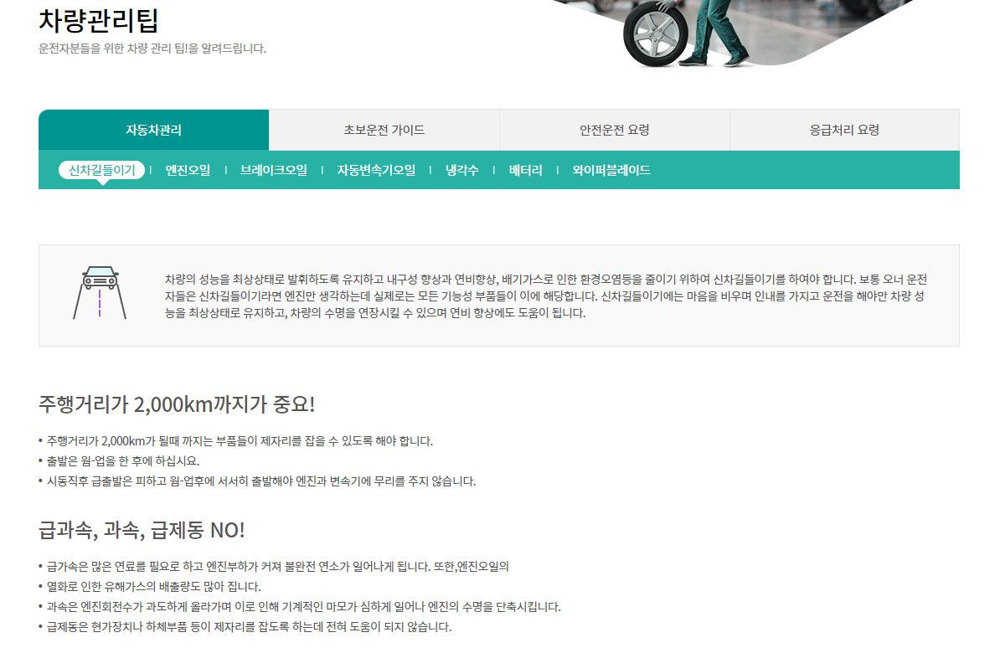 차량관리팁
운전자분들을 위한 차량 관리 팁!을 알려드립니다.
자동차관리 초보운전 가이드 안전운전 요령 응급처리 요령
신차길들이기 | 엔진오일 | 브레이크오일 | 자동변속기오일 | 냉각수 | 배터리 | 와이퍼블레이드
차량의 성능을 최상상태로 발휘하도록 유지하고 내구성 향상과 연비향상, 배기가스로 인한 환경오염등을 줄이기 위하여 신차길들이기를 하여야 합니다. 보통 오너 운전
자들은 신차길들이기라면 엔진만 생각하는데 실제로는 모든 기능성 부품들이 이에 해당합니다. 신차길들이기에는 마음을 비우며 인내를 가지고 운전을 해야만 차량 성
능을 최상상태로 유지하고, 차량의 수명을 연장시킬 수 있으며 연비 향상에도 도움이 됩니다.
주행거리가 2,000km까지가 중요!
• 주행거리가 2,000km가 될때 까지는 부품들이 제자리를 잡을 수 있도록 해야 합니다.
• 출발은 웜-업을 한 후에 하십시요.
• 시동직후 급출발은 피하고 웜-업후에 서서히 출발해야 엔진과 변속기에 무리를 주지 않습니다.
급과속, 과속, 급제동 NO!
• 급가속은 많은 연료를 필요로 하고 엔진부하가 커져 불완전 연소가 일어나게 됩니다. 또한,엔진오일의
• 열화로 인한 유해가스의 배출량도 많아 집니다.
• 과속은 엔진회전수가 과도하게 올라가며 이로 인해 기계적인 마모가 심하게 일어나 엔진의 수명을 단축시킵니다.
• 급제동은 현가장치나 하체부품 등이 제자리를 잡도록 하는데 전혀 도움이 되지 않습니다.